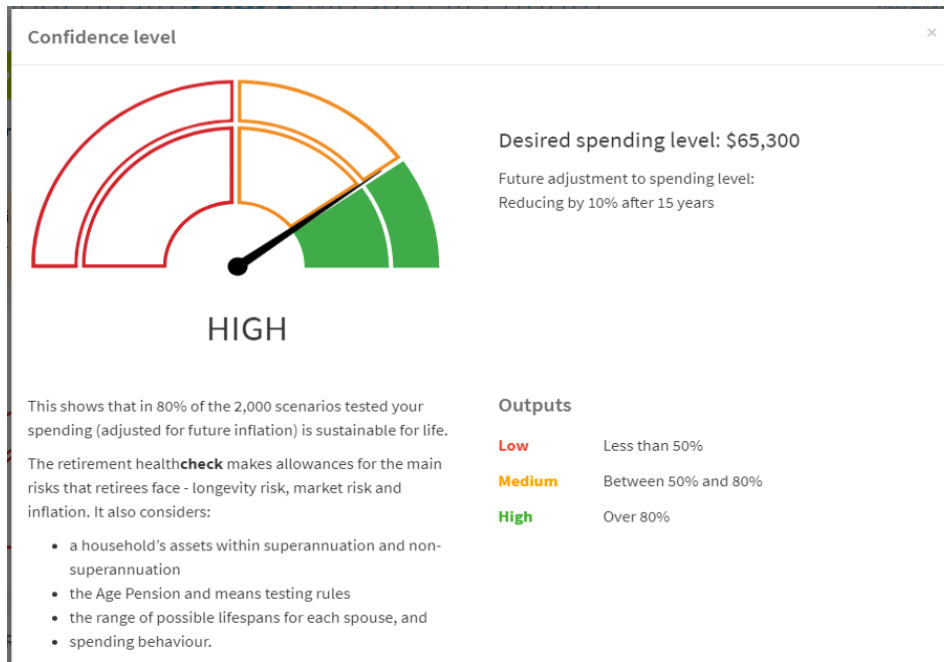 Confidence level
×
Desired spending level: $65,300
Future adjustment to spending level:
Reducing by 10% after 15 years
HIGH
This shows that in 80% of the 2,000 scenarios tested your
spending (adjusted for future inflation) is sustainable for life.
The retirement healthcheck makes allowances for the main
risks that retirees face - longevity risk, market risk and
inflation. It also considers:
• a household's assets within superannuation and non-
superannuation
• the Age Pension and means testing rules
• the range of possible lifespans for each spouse, and
• spending behaviour.
Outputs
Low Less than 50%
Medium Between 50% and 80%
High Over 80%